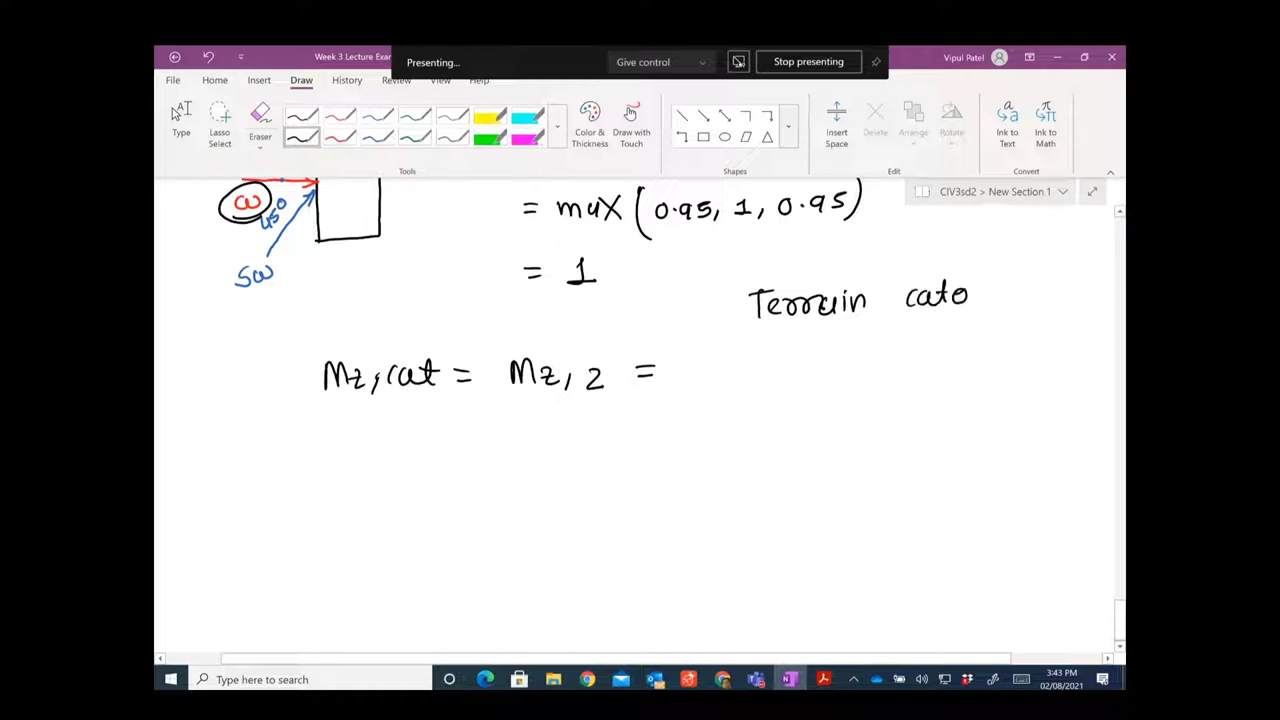 Week 3 Lecture Exar
Presenting...
Give control
Stop presenting
Vipul Patel
File Home Insert Draw History Review View Help
Type
Lasso Select
Eraser
Color & Thickness
Draw with Touch
Insert Space
Delete
Arrange
Rotate
Ink to Text
Ink to Math
Tools
Shapes
Edit
Convert
CIV3sd2 > New Section 1
W
45°
SW
= max (0.95, 1, 0.95)
= 1
Terrain cato
Mz,cat = Mz, 2 =
Type here to search
3:43 PM
02/08/2021